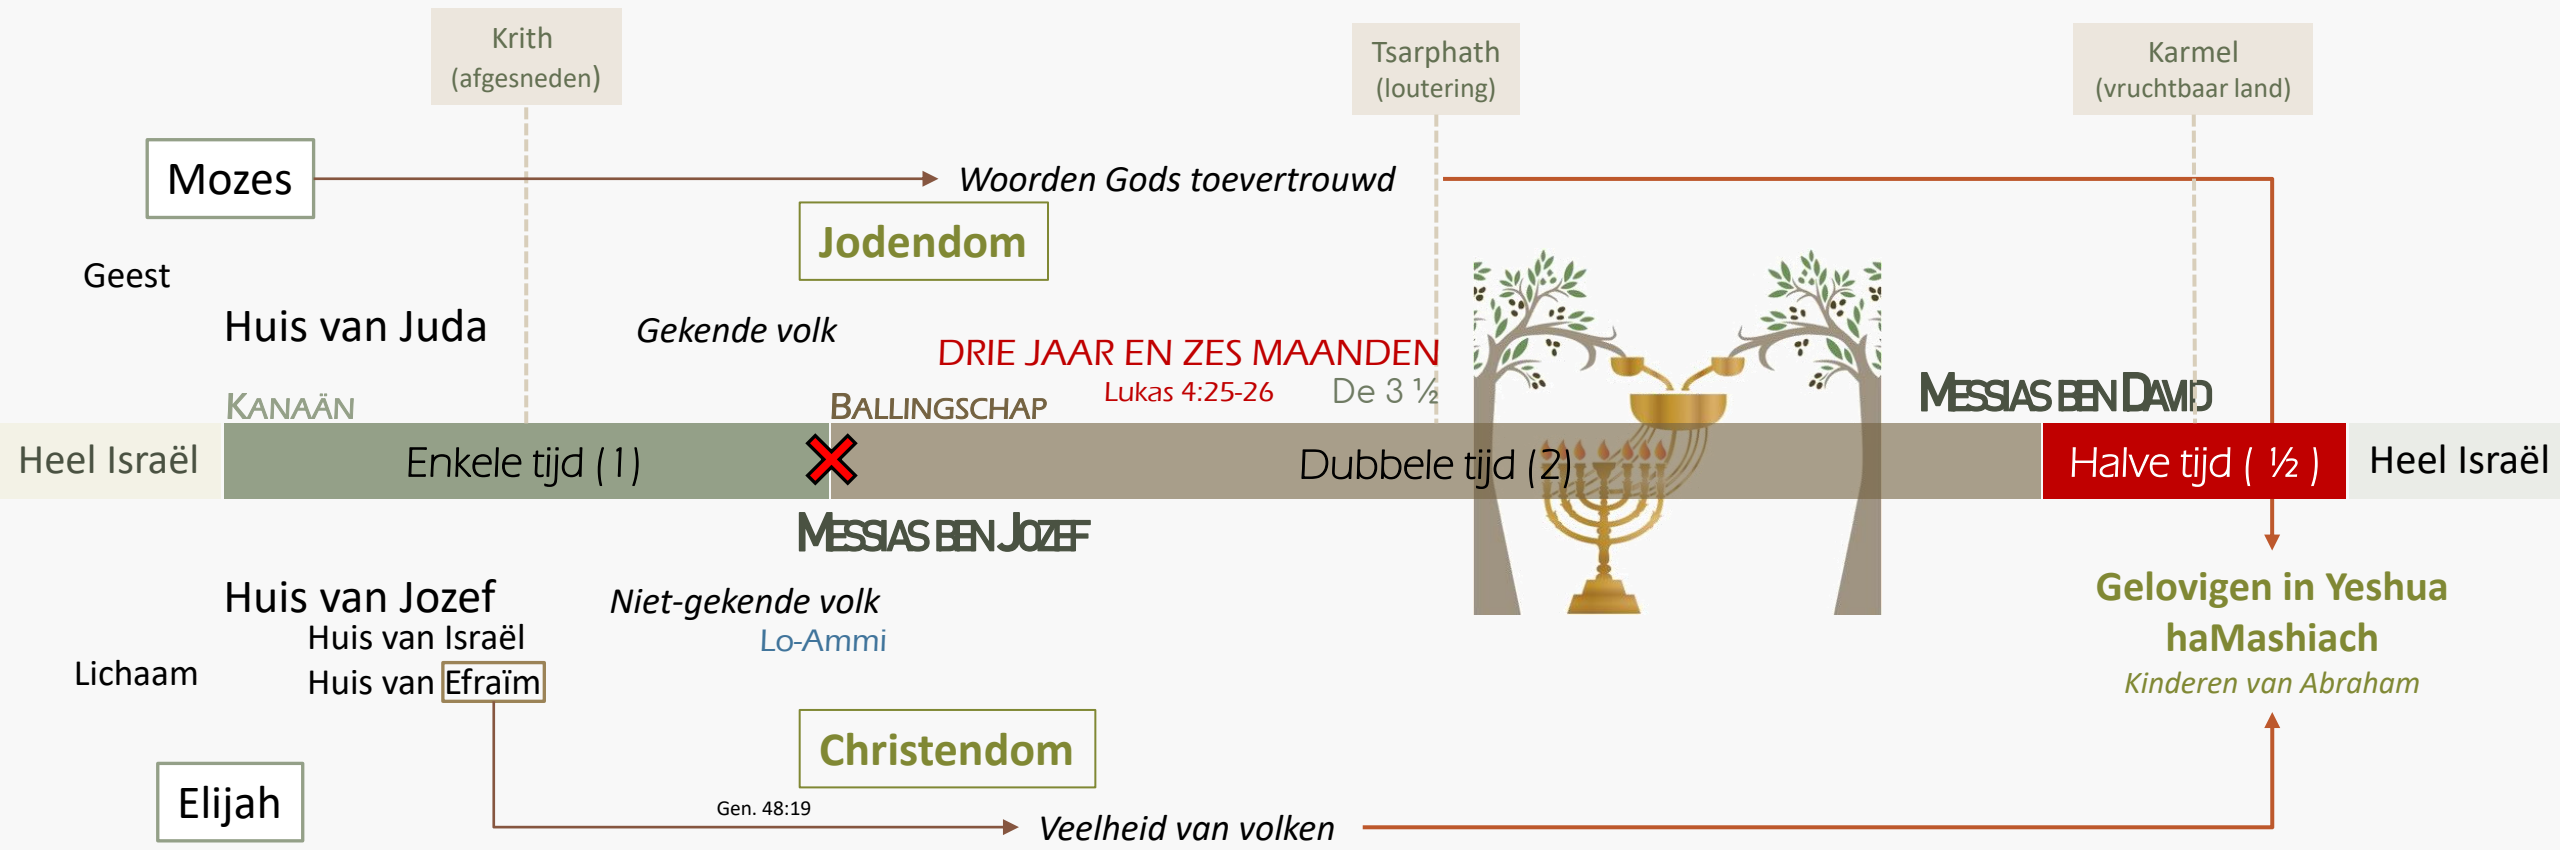 Krith
(afgesneden)
Tsarphath
(loutering)
Karmel
(vruchtbaar land)
Mozes
Woorden Gods toevertrouwd
Jodendom
Geest
Huis van Juda
Gekende volk
DRIE JAAR EN ZES MAANDEN
Lukas 4:25-26
De 3 ½
KANAÄN
BALLINGSCHAP
MESSIAS BEN DAVID
Heel Israël
Enkele tijd (1)
Dubbele tijd (2)
Halve tijd ( ½ )
Heel Israël
MESSIAS BEN JOZEF
Huis van Jozef
Niet-gekende volk
Huis van Israël
Lo-Ammi
Lichaam
Huis van Efraïm
Gelovigen in Yeshua
haMashiach
Kinderen van Abraham
Christendom
Elijah
Gen. 48:19
Veelheid van volken